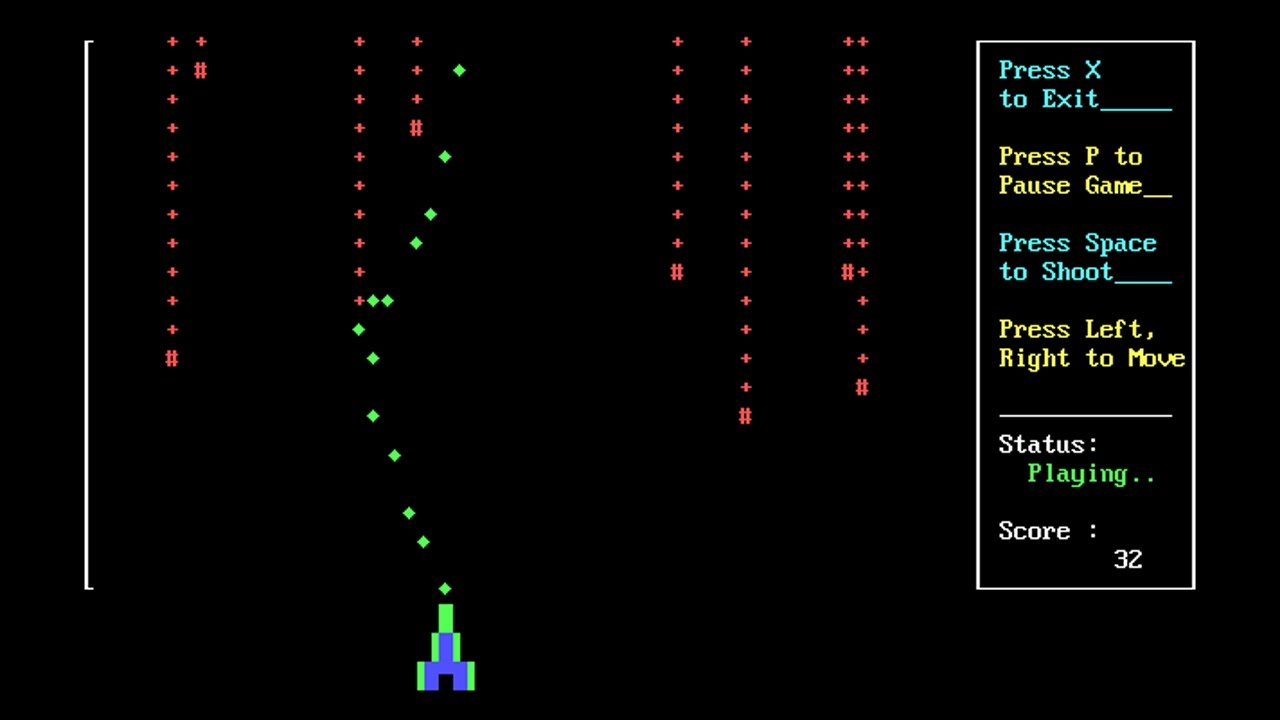 Press X
to Exit_____
Press P to
Pause Game__
Press Space
to Shoot____
Press Left,
Right to Move
____________
Status:
Playing..
Score :
32